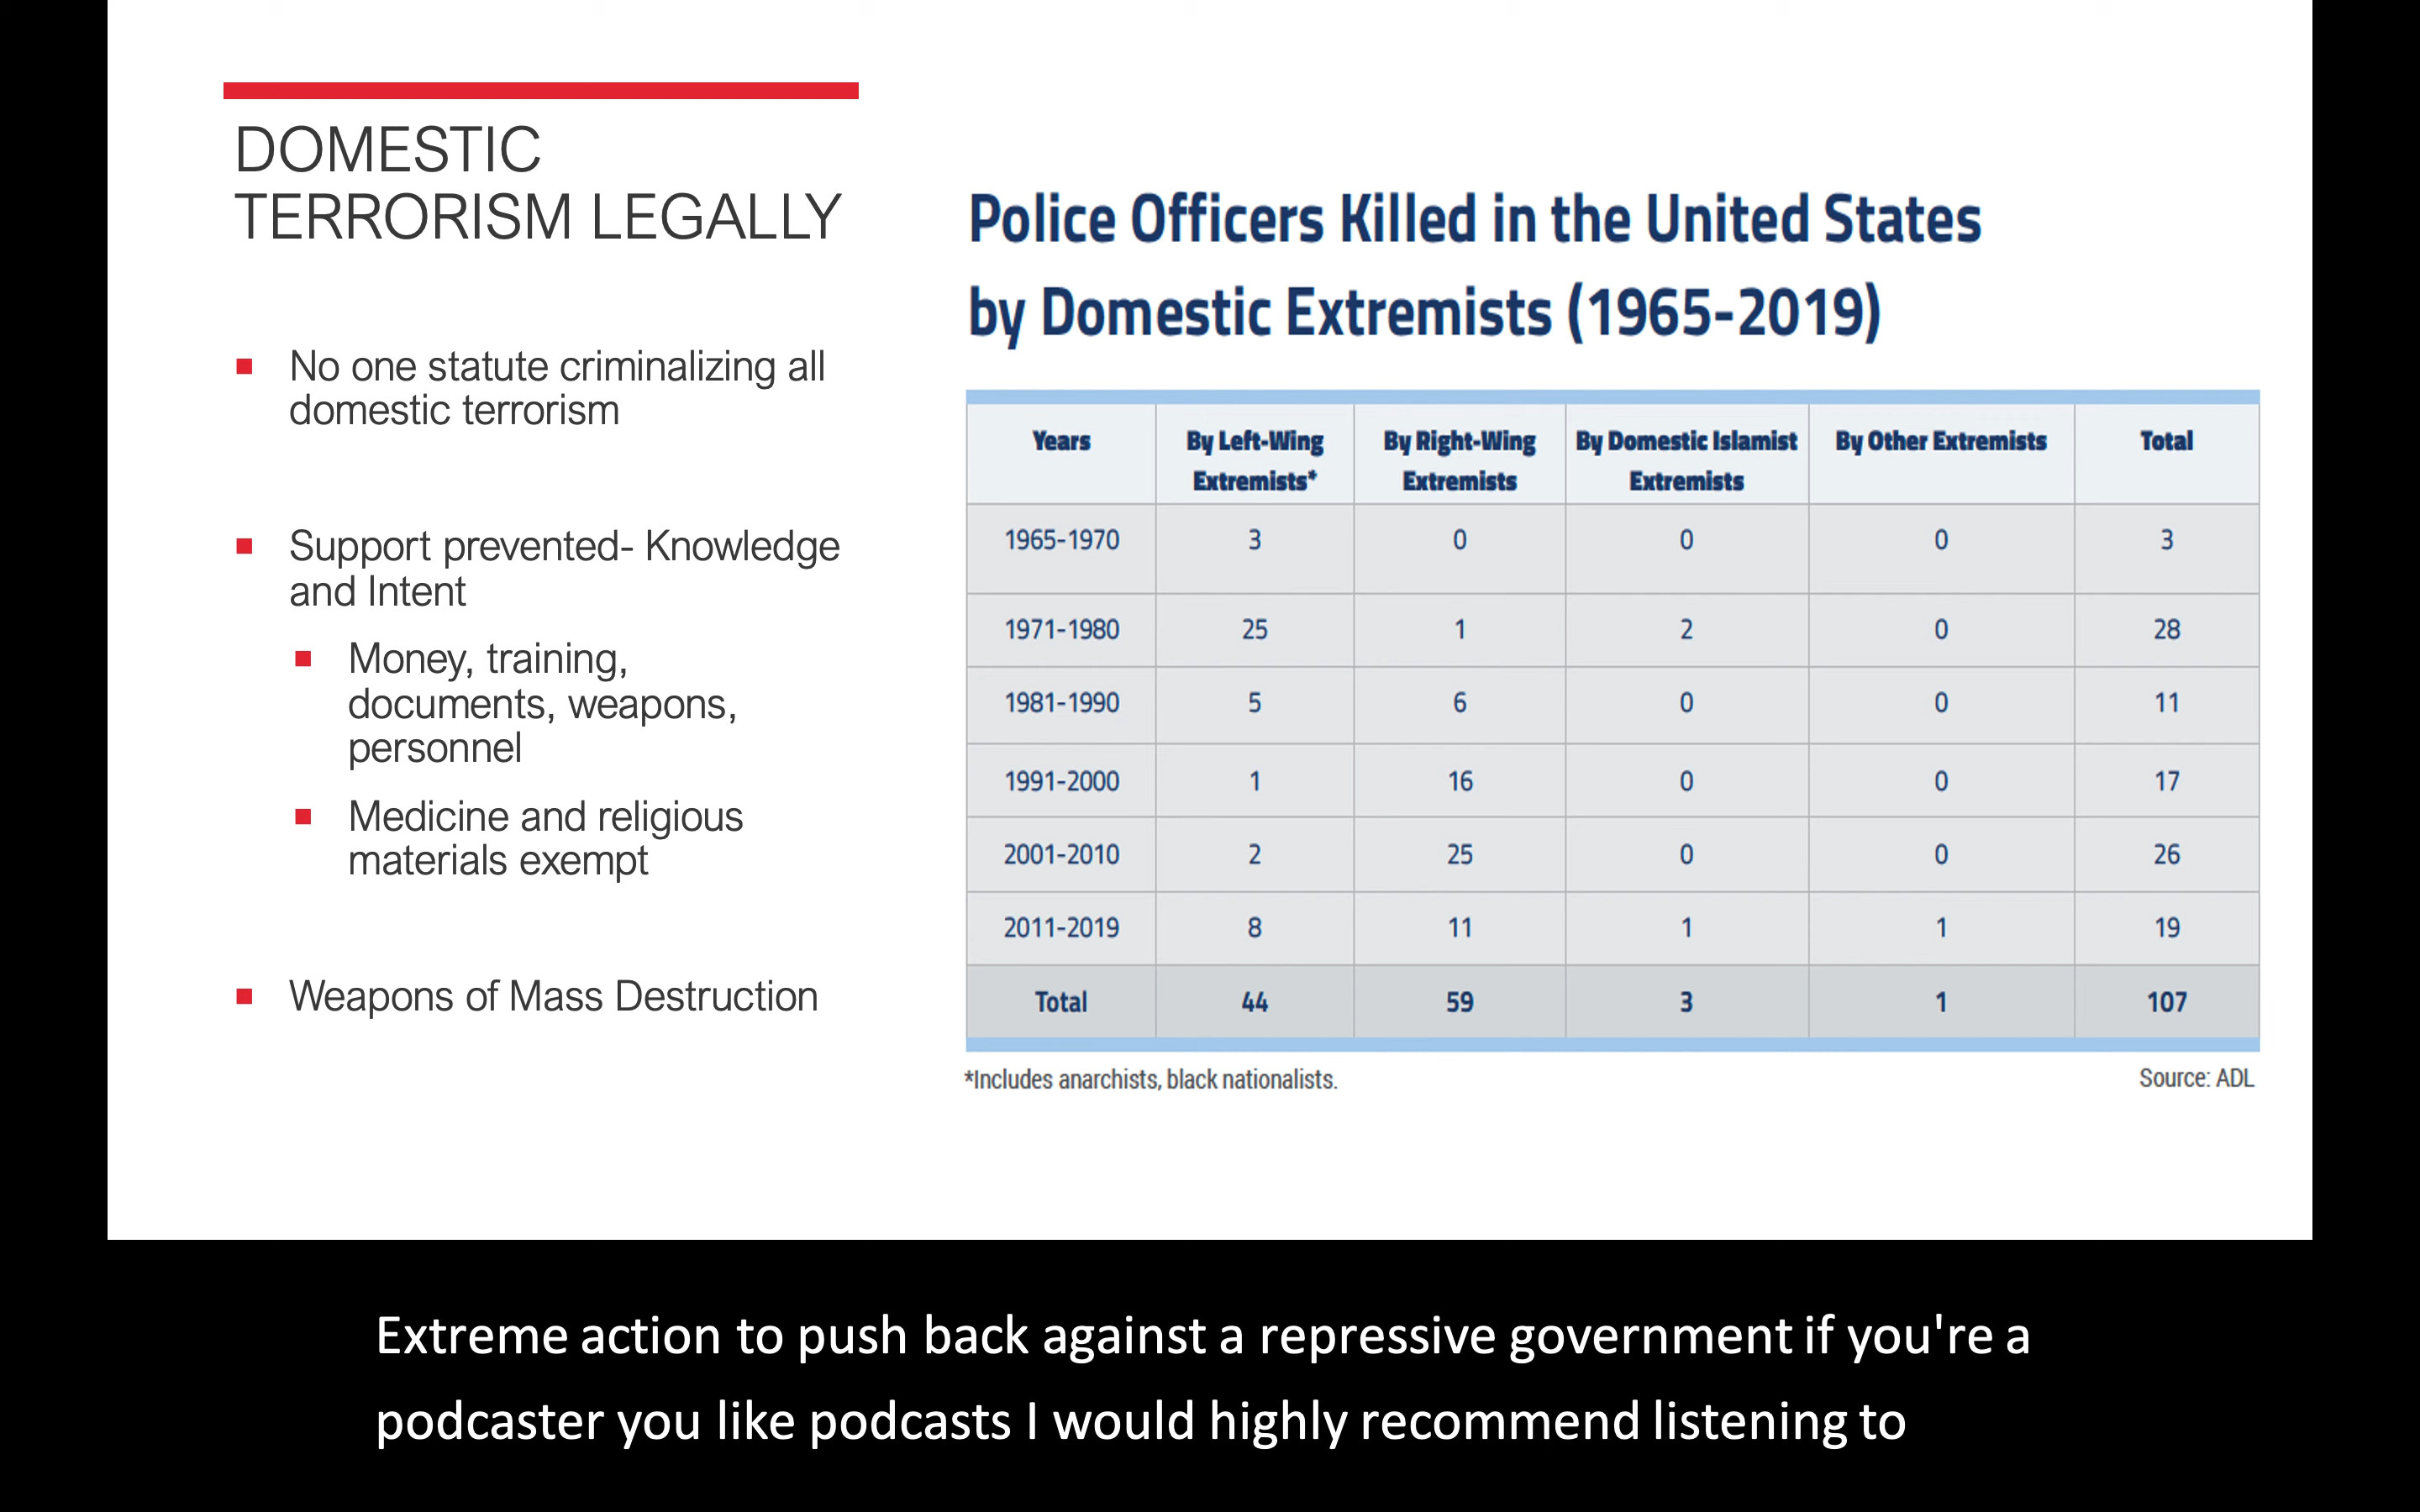 DOMESTIC
TERRORISM LEGALLY
No one statute criminalizing all
domestic terrorism
Support prevented- Knowledge
and Intent
Money, training,
documents, weapons,
personnel
Medicine and religious
materials exempt
Weapons of Mass Destruction
Police Officers Killed in the United States
by Domestic Extremists (1965-2019)
Years By Left-Wing Extremists* By Right-Wing Extremists By Domestic Islamist Extremists By Other Extremists Total
1965-1970 3 0 0 0 3
1971-1980 25 1 2 0 28
1981-1990 5 6 0 0 11
1991-2000 1 16 0 0 17
2001-2010 2 25 0 0 26
2011-2019 8 11 1 1 19
Total 44 59 3 1 107
*Includes anarchists, black nationalists. Source: ADL
Extreme action to push back against a repressive government if you're a
podcaster you like podcasts I would highly recommend listening to